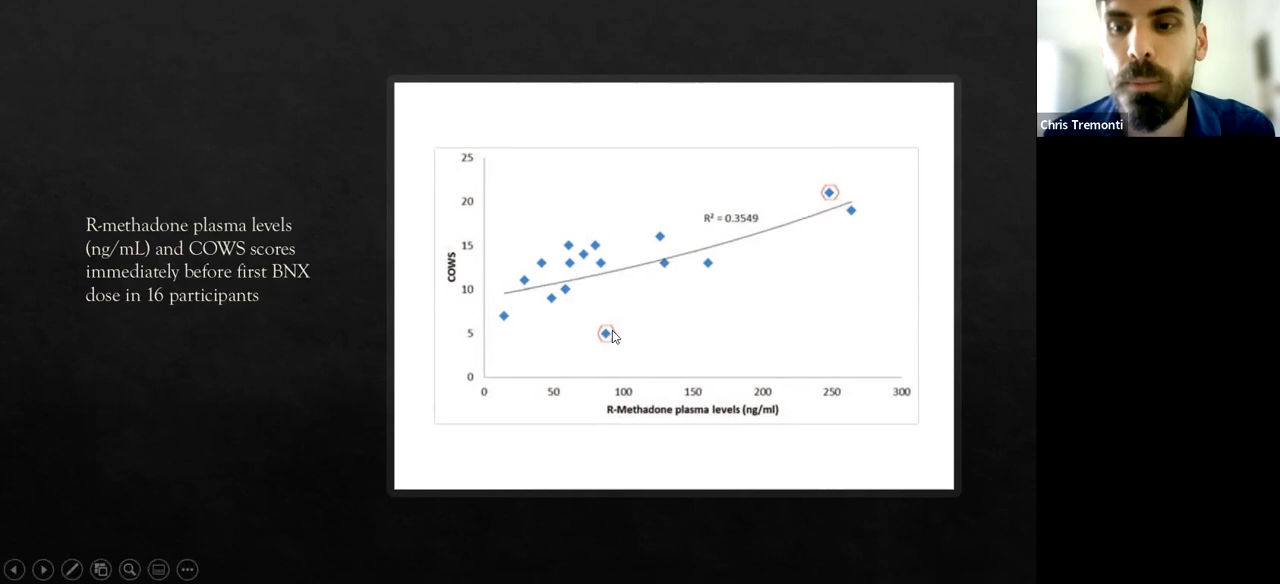 R-methadone plasma levels
(ng/mL) and COWS scores
immediately before first BNX
dose in 16 participants
25
20
15
10
5
0
COWS
R² = 0.3549
0 50 100 150 200 250 300
R-Methadone plasma levels (ng/ml)
Chris Tremonti